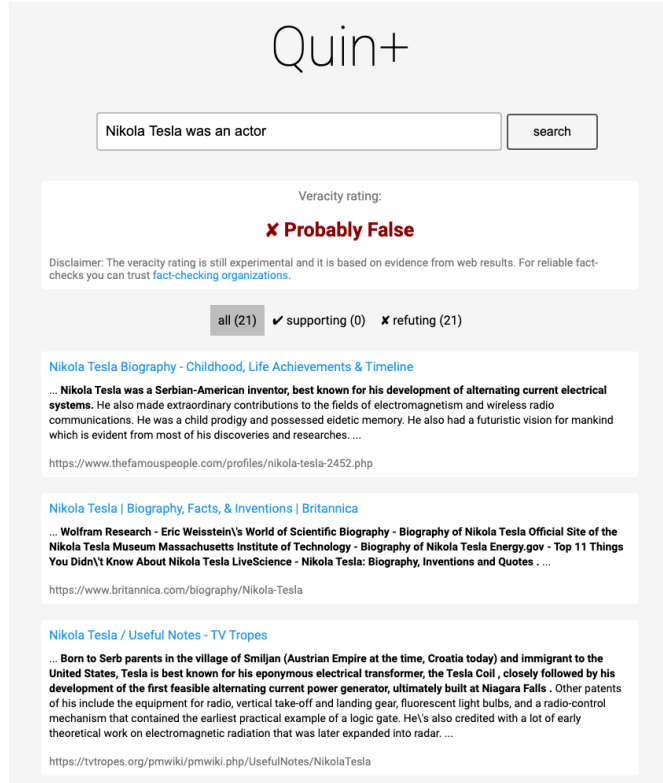 Quin+
Nikola Tesla was an actor
search
Veracity rating:
✘ Probably False
Disclaimer: The veracity rating is still experimental and it is based on evidence from web results. For reliable fact-
checks you can trust fact-checking organizations.
all (21) ✔ supporting (0) ✘ refuting (21)
Nikola Tesla Biography - Childhood, Life Achievements & Timeline
... Nikola Tesla was a Serbian-American inventor, best known for his development of alternating current electrical
systems. He also made extraordinary contributions to the fields of electromagnetism and wireless radio
communications. He was a child prodigy and possessed eidetic memory. He also had a futuristic vision for mankind
which is evident from most of his discoveries and researches. ...
https://www.thefamouspeople.com/profiles/nikola-tesla-2452.php
Nikola Tesla | Biography, Facts, & Inventions | Britannica
... Wolfram Research - Eric Weisstein\'s World of Scientific Biography - Biography of Nikola Tesla Official Site of the
Nikola Tesla Museum Massachusetts Institute of Technology - Biography of Nikola Tesla Energy.gov - Top 11 Things
You Didn\'t Know About Nikola Tesla LiveScience - Nikola Tesla: Biography, Inventions and Quotes . ...
https://www.britannica.com/biography/Nikola-Tesla
Nikola Tesla / Useful Notes - TV Tropes
... Born to Serb parents in the village of Smiljan (Austrian Empire at the time, Croatia today) and immigrant to the
United States, Tesla is best known for his eponymous electrical transformer, the Tesla Coil , closely followed by his
development of the first feasible alternating current power generator, ultimately built at Niagara Falls . Other patents
of his include the equipment for radio, vertical take-off and landing gear, fluorescent light bulbs, and a radio-control
mechanism that contained the earliest practical example of a logic gate. He\'s also credited with a lot of early
theoretical work on electromagnetic radiation that was later expanded into radar. ...
https://tvtropes.org/pmwiki/pmwiki.php/UsefulNotes/NikolaTesla